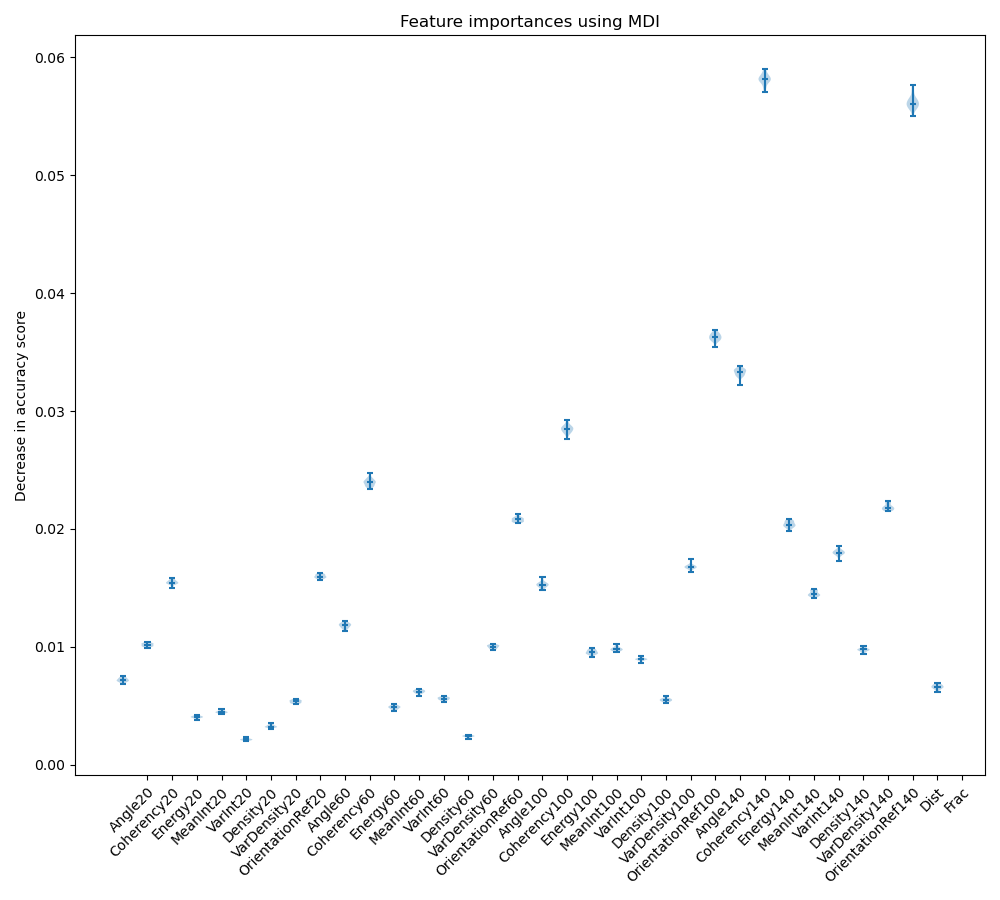 Feature importances using MDI
Decrease in accuracy score
0.06
0.05
0.04
0.03
0.02
0.01
0.00
Angle20
Coherency20
Energy20
MeanInt20
VarInt20
Density20
VarDensity20
OrientationRef20
Angle60
Coherency60
Energy60
MeanInt60
VarInt60
Density60
VarDensity60
OrientationRef60
Angle100
Coherency100
Energy100
MeanInt100
VarInt100
Density100
VarDensity100
OrientationRef100
Angle140
Coherency140
Energy140
MeanInt140
VarInt140
Density140
VarDensity140
OrientationRef140
Dist
Frac